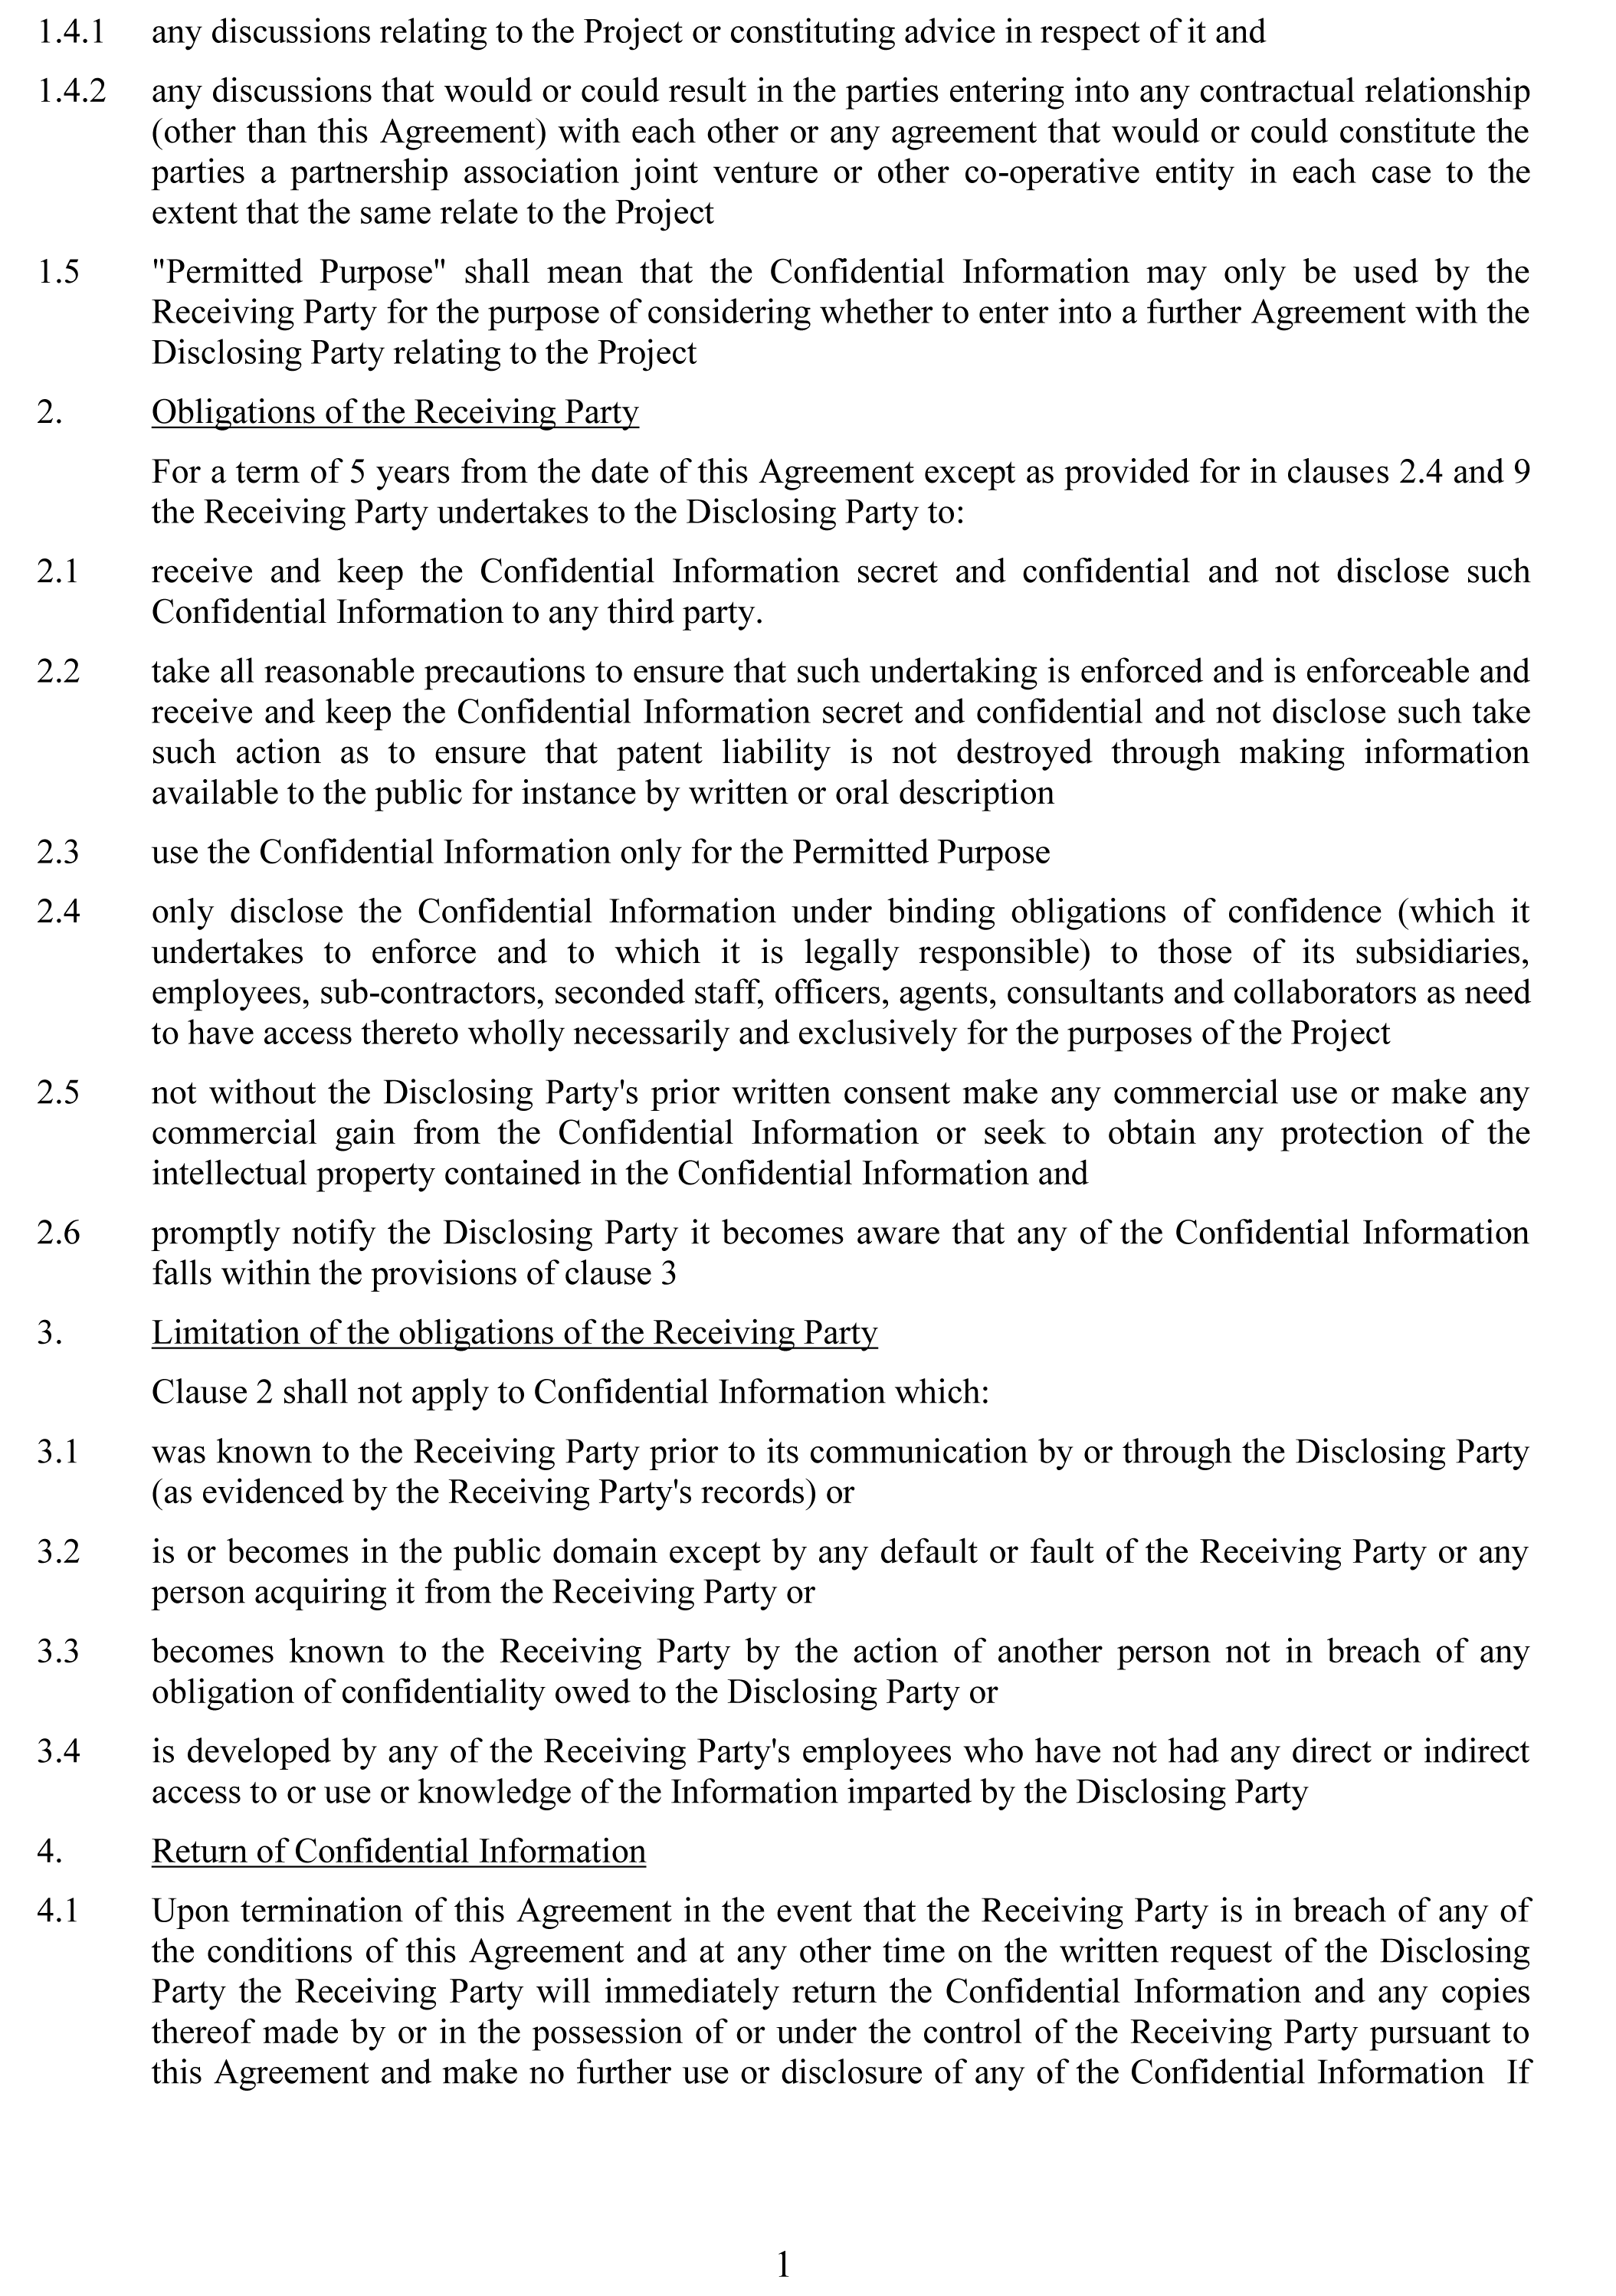 1.4.1 any discussions relating to the Project or constituting advice in respect of it and
1.4.2 any discussions that would or could result in the parties entering into any contractual relationship
(other than this Agreement) with each other or any agreement that would or could constitute the
parties a partnership association joint venture or other co-operative entity in each case to the
extent that the same relate to the Project
1.5 "Permitted Purpose" shall mean that the Confidential Information may only be used by the
Receiving Party for the purpose of considering whether to enter into a further Agreement with the
Disclosing Party relating to the Project
2. Obligations of the Receiving Party
For a term of 5 years from the date of this Agreement except as provided for in clauses 2.4 and 9
the Receiving Party undertakes to the Disclosing Party to:
2.1 receive and keep the Confidential Information secret and confidential and not disclose such
Confidential Information to any third party.
2.2 take all reasonable precautions to ensure that such undertaking is enforced and is enforceable and
receive and keep the Confidential Information secret and confidential and not disclose such take
such action as to ensure that patent liability is not destroyed through making information
available to the public for instance by written or oral description
2.3 use the Confidential Information only for the Permitted Purpose
2.4 only disclose the Confidential Information under binding obligations of confidence (which it
undertakes to enforce and to which it is legally responsible) to those of its subsidiaries,
employees, sub-contractors, seconded staff, officers, agents, consultants and collaborators as need
to have access thereto wholly necessarily and exclusively for the purposes of the Project
2.5 not without the Disclosing Party's prior written consent make any commercial use or make any
commercial gain from the Confidential Information or seek to obtain any protection of the
intellectual property contained in the Confidential Information and
2.6 promptly notify the Disclosing Party it becomes aware that any of the Confidential Information
falls within the provisions of clause 3
3. Limitation of the obligations of the Receiving Party
Clause 2 shall not apply to Confidential Information which:
3.1 was known to the Receiving Party prior to its communication by or through the Disclosing Party
(as evidenced by the Receiving Party's records) or
3.2 is or becomes in the public domain except by any default or fault of the Receiving Party or any
person acquiring it from the Receiving Party or
3.3 becomes known to the Receiving Party by the action of another person not in breach of any
obligation of confidentiality owed to the Disclosing Party or
3.4 is developed by any of the Receiving Party's employees who have not had any direct or indirect
access to or use or knowledge of the Information imparted by the Disclosing Party
4. Return of Confidential Information
4.1 Upon termination of this Agreement in the event that the Receiving Party is in breach of any of
the conditions of this Agreement and at any other time on the written request of the Disclosing
Party the Receiving Party will immediately return the Confidential Information and any copies
thereof made by or in the possession of or under the control of the Receiving Party pursuant to
this Agreement and make no further use or disclosure of any of the Confidential Information If
1